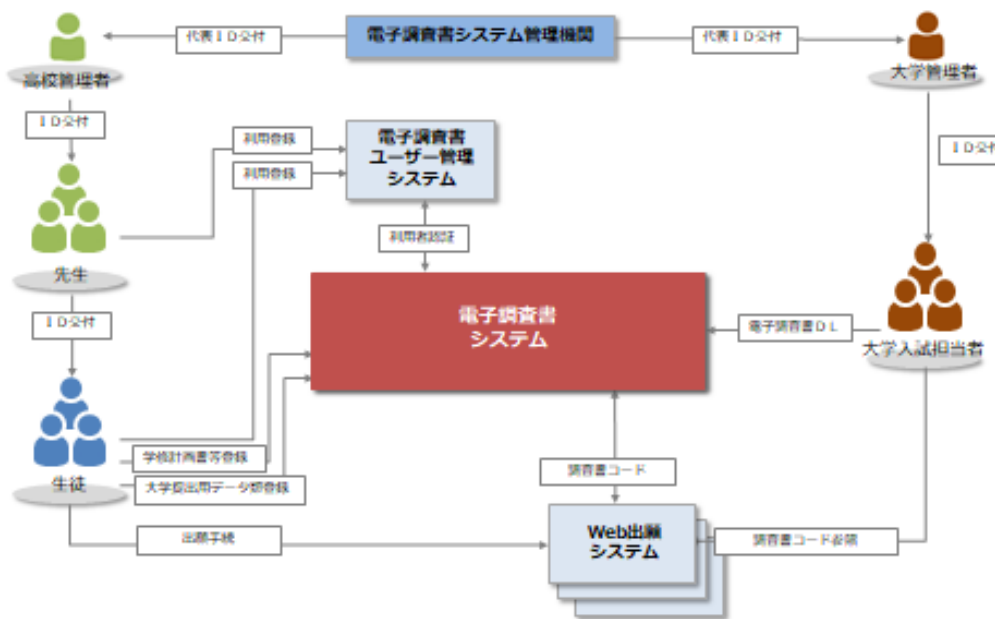 電子調査書システム管理機関
代表ID交付
代表ID交付
高校管理者
大学管理者
ID交付
ID交付
利用登録
利用登録
電子調査書
ユーザー管理
システム
利用者認証
先生
ID交付
電子調査書
システム
電子調査書DL
大学入試担当者
学修計画書等登録
大学提出用データ類登録
生徒
調査書コード
出願手続
Web出願
システム
調査書コード参照